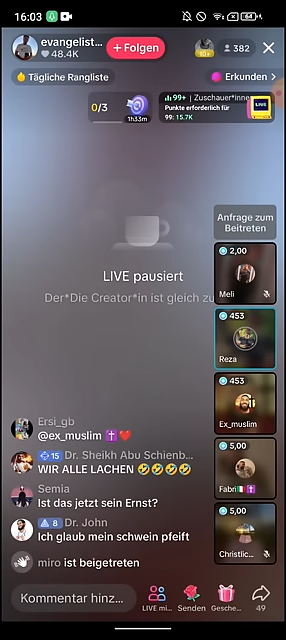 16:03
64
evangelist...
48.4K
+ Folgen
10+
382
Tägliche Rangliste
Erkunden >
0/3
1h33m
99+ | Zuschauer*inne
Punkte erforderlich für
99: 15.7K
LIVE
Anfrage zum
Beitreten
LIVE pausiert
Der*Die Creator*in ist gleich zu
2,00
Meli
453
Reza
453
Ex_muslim
5,00
Fabri🇮🇹 ✝️
5,00
Christlic...
Ersi_gb
@ex_muslim ✝️❤️
15 Dr. Sheikh Abu Schienb...
WIR ALLE LACHEN 🤣🤣🤣🤣
Semia
Ist das jetzt sein Ernst?
8 Dr. John
Ich glaub mein schwein pfeift
miro ist beigetreten
Kommentar hinz...
LIVE mi...
Senden
Gesche...
49